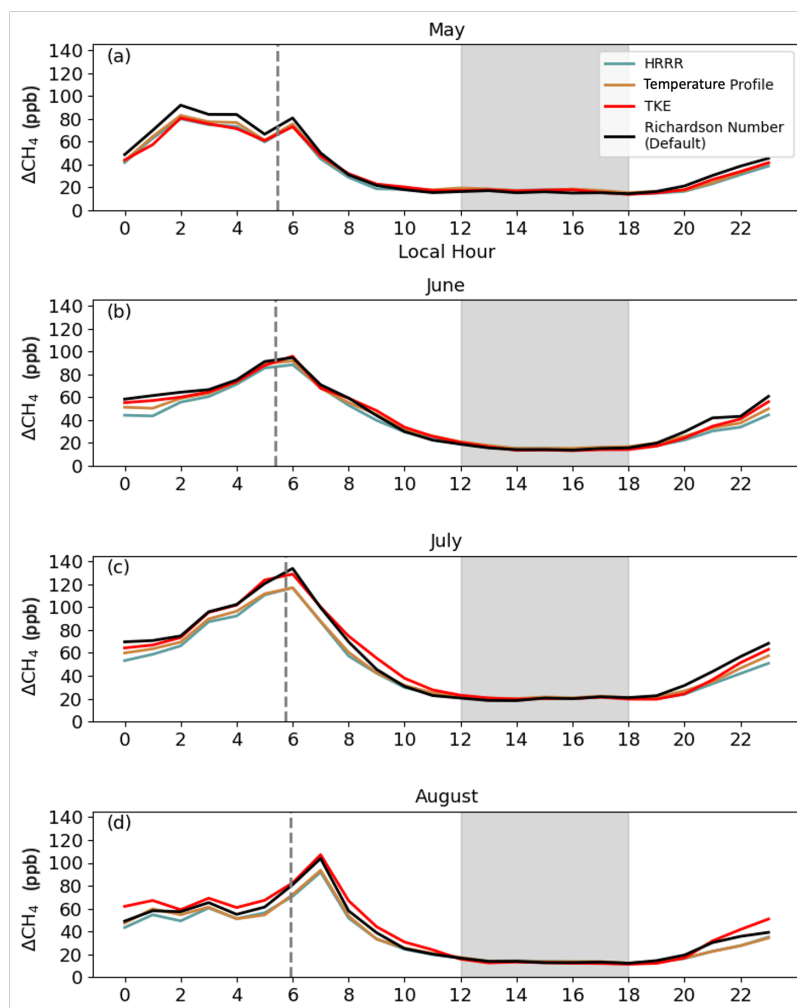 May
140
120
100
80
60
40
20
0
ΔCH₄ (ppb)
(a)
HRRR
Temperature Profile
TKE
Richardson Number
(Default)
0 2 4 6 8 10 12 14 16 18 20 22
Local Hour
June
140
120
100
80
60
40
20
0
ΔCH₄ (ppb)
(b)
0 2 4 6 8 10 12 14 16 18 20 22
July
140
120
100
80
60
40
20
0
ΔCH₄ (ppb)
(c)
0 2 4 6 8 10 12 14 16 18 20 22
August
140
120
100
80
60
40
20
0
ΔCH₄ (ppb)
(d)
0 2 4 6 8 10 12 14 16 18 20 22